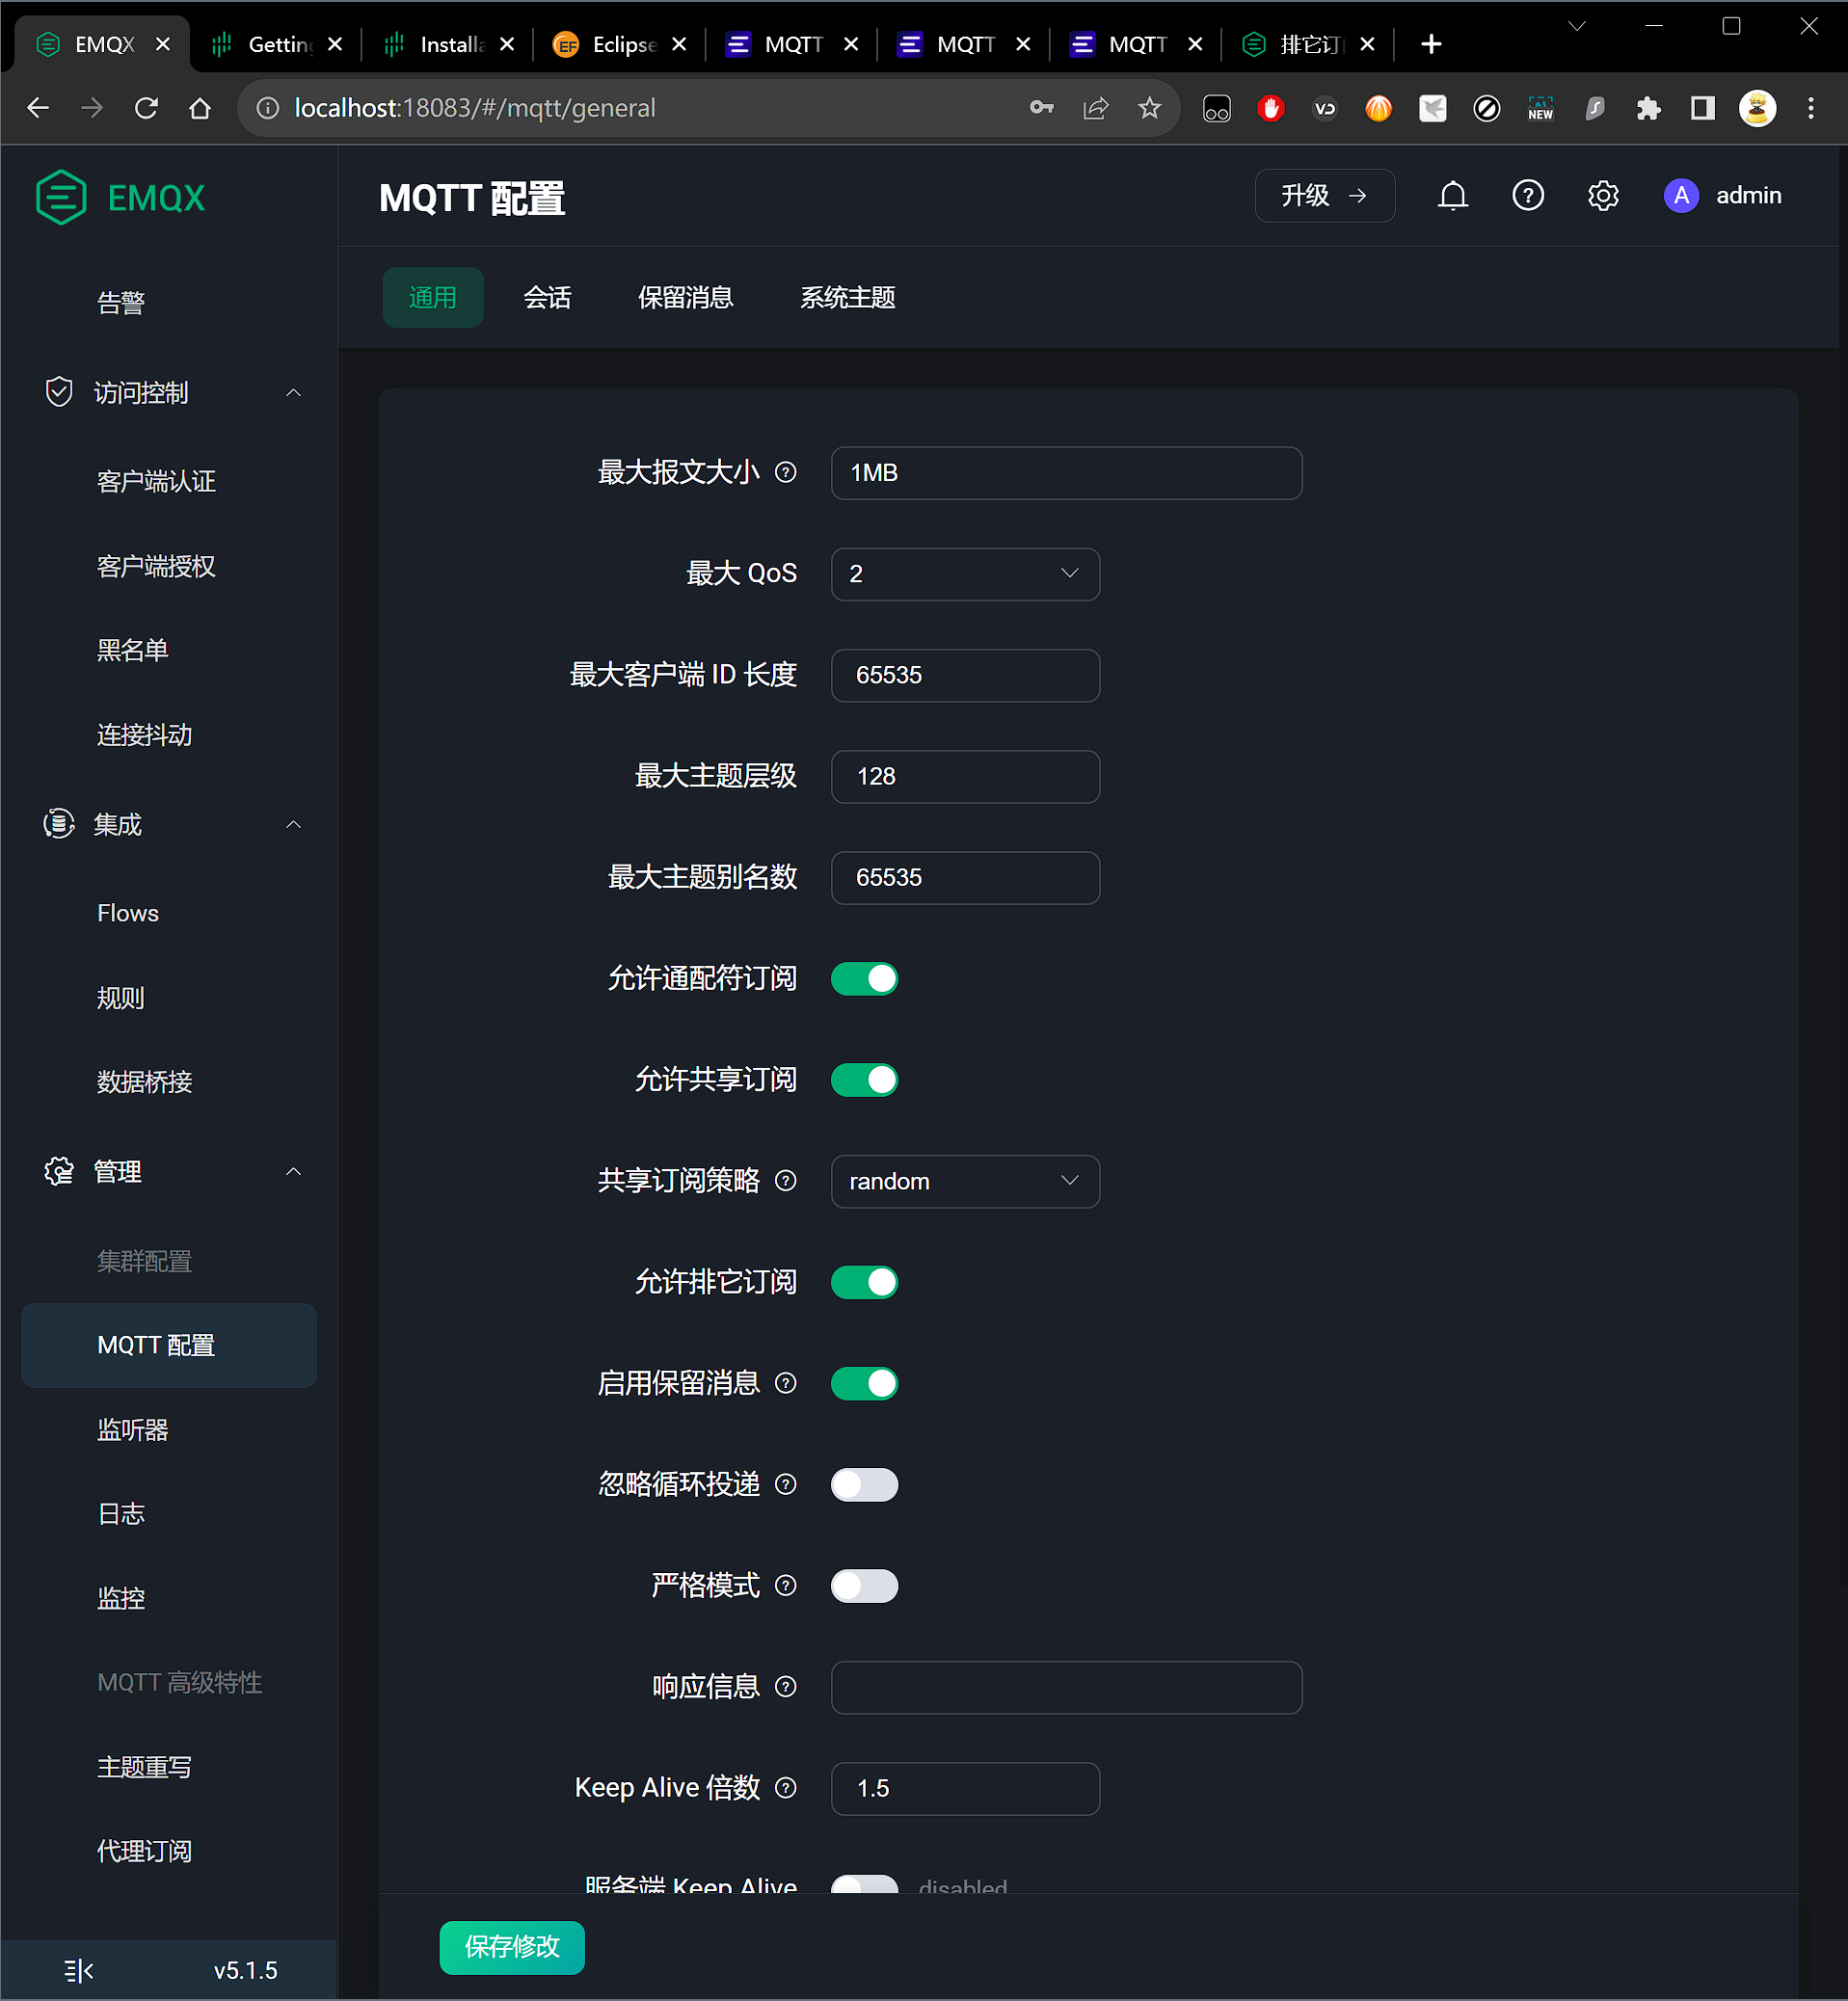 EMQX
Getting
Installa
Eclipse
MQTT
MQTT
MQTT
排它订
localhost:18083/#/mqtt/general
NEW
EMQX
MQTT 配置
升级
A
admin
通用
会话
保留消息
系统主题
告警
访问控制
客户端认证
客户端授权
黑名单
连接抖动
集成
Flows
规则
数据桥接
管理
集群配置
MQTT 配置
监听器
日志
监控
MQTT 高级特性
主题重写
代理订阅
v5.1.5
最大报文大小
1MB
最大 QoS
2
最大客户端 ID 长度
65535
最大主题层级
128
最大主题别名数
65535
允许通配符订阅
允许共享订阅
共享订阅策略
random
允许排它订阅
启用保留消息
忽略循环投递
严格模式
响应信息
Keep Alive 倍数
1.5
服务端 Keep Alive
disabled
保存修改